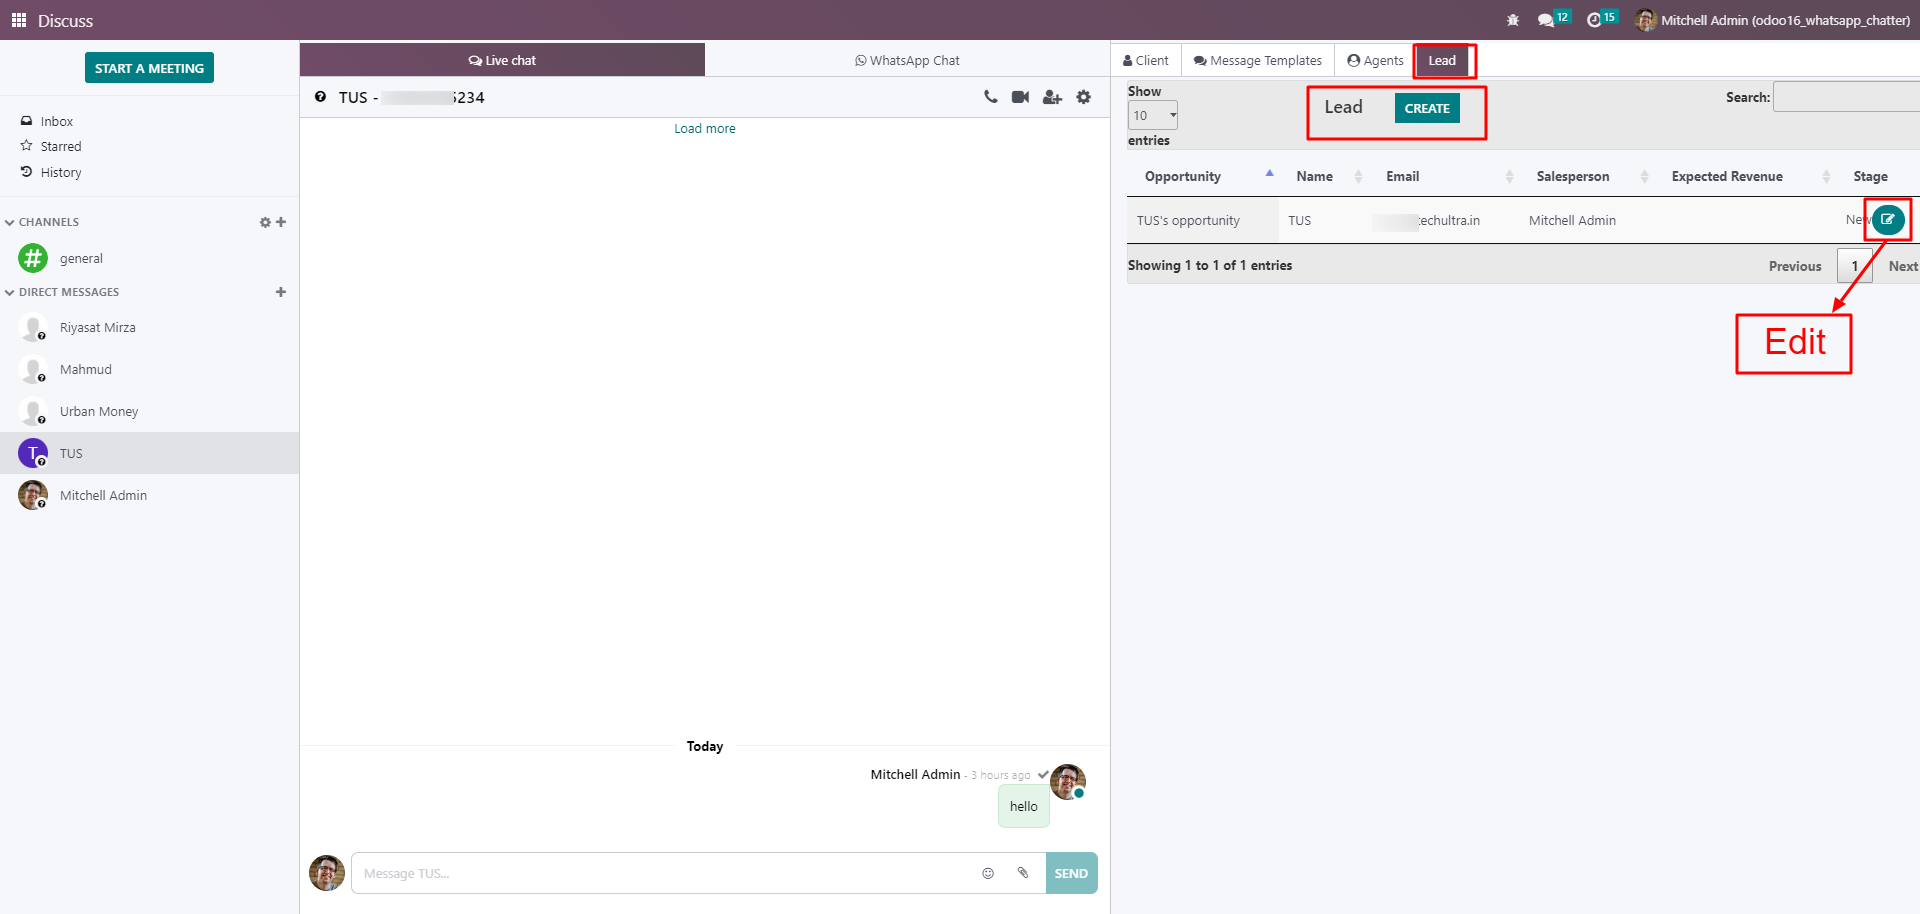 Discuss
12
15
Mitchell Admin (odoo16_whatsapp_chatter)
START A MEETING
Inbox
Starred
History
CHANNELS
general
DIRECT MESSAGES
Riyasat Mirza
Mahmud
Urban Money
T TUS
Mitchell Admin
Live chat
WhatsApp Chat
TUS - 5234
Load more
Today
Mitchell Admin - 3 hours ago
hello
Message TUS...
SEND
Client
Message Templates
Agents
Lead
Show
10
entries
Lead
CREATE
Search:
Opportunity Name Email Salesperson Expected Revenue Stage
TUS's opportunity TUS techultra.in Mitchell Admin New
Showing 1 to 1 of 1 entries
Previous 1 Next
Edit